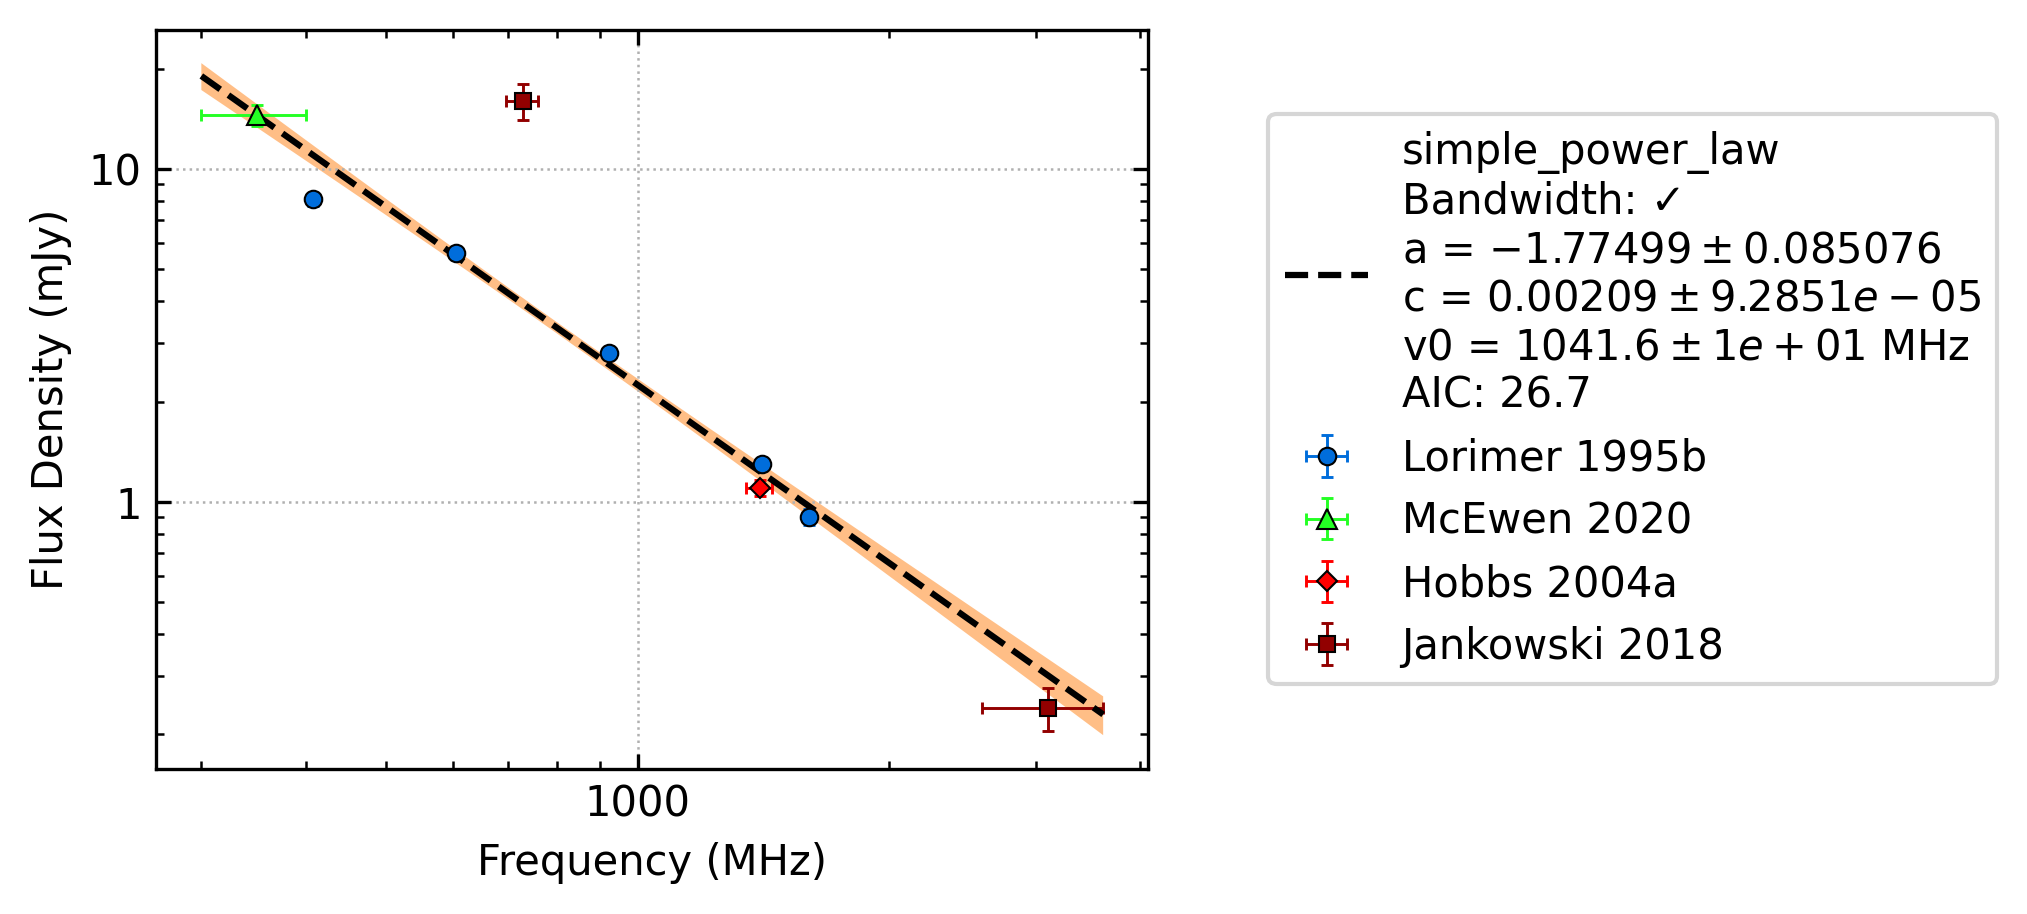 10
1
Flux Density (mJy)
1000
Frequency (MHz)
simple_power_law
Bandwidth: ✓
a = −1.77499 ± 0.085076
c = 0.00209 ± 9.2851e − 05
v0 = 1041.6 ± 1e + 01 MHz
AIC: 26.7
Lorimer 1995b
McEwen 2020
Hobbs 2004a
Jankowski 2018